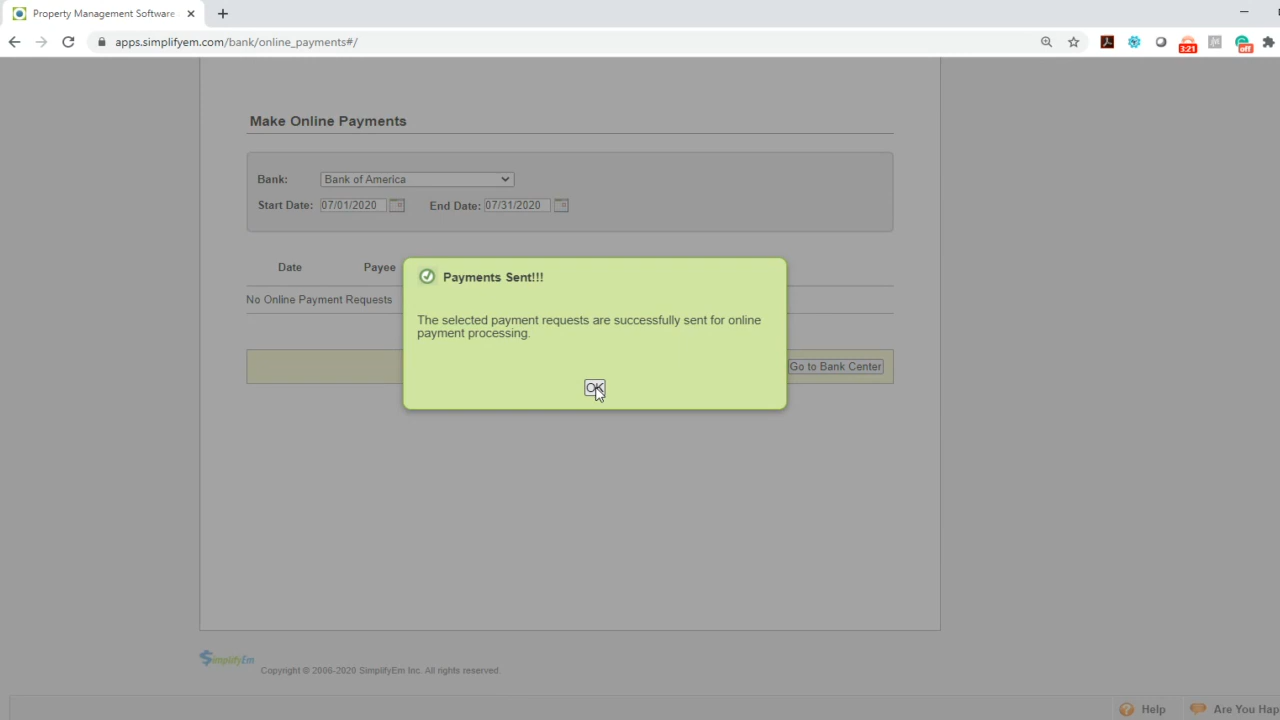 Property Management Software
apps.simplifyem.com/bank/online_payments#/
3:21
off
Make Online Payments
Bank: Bank of America
Start Date: 07/01/2020 End Date: 07/31/2020
Date Payee
Payments Sent!!!
No Online Payment Requests
The selected payment requests are successfully sent for online
payment processing.
Go to Bank Center
OK
SimplifyEm
Copyright © 2006-2020 SimplifyEm Inc. All rights reserved.
Help Are You Hap